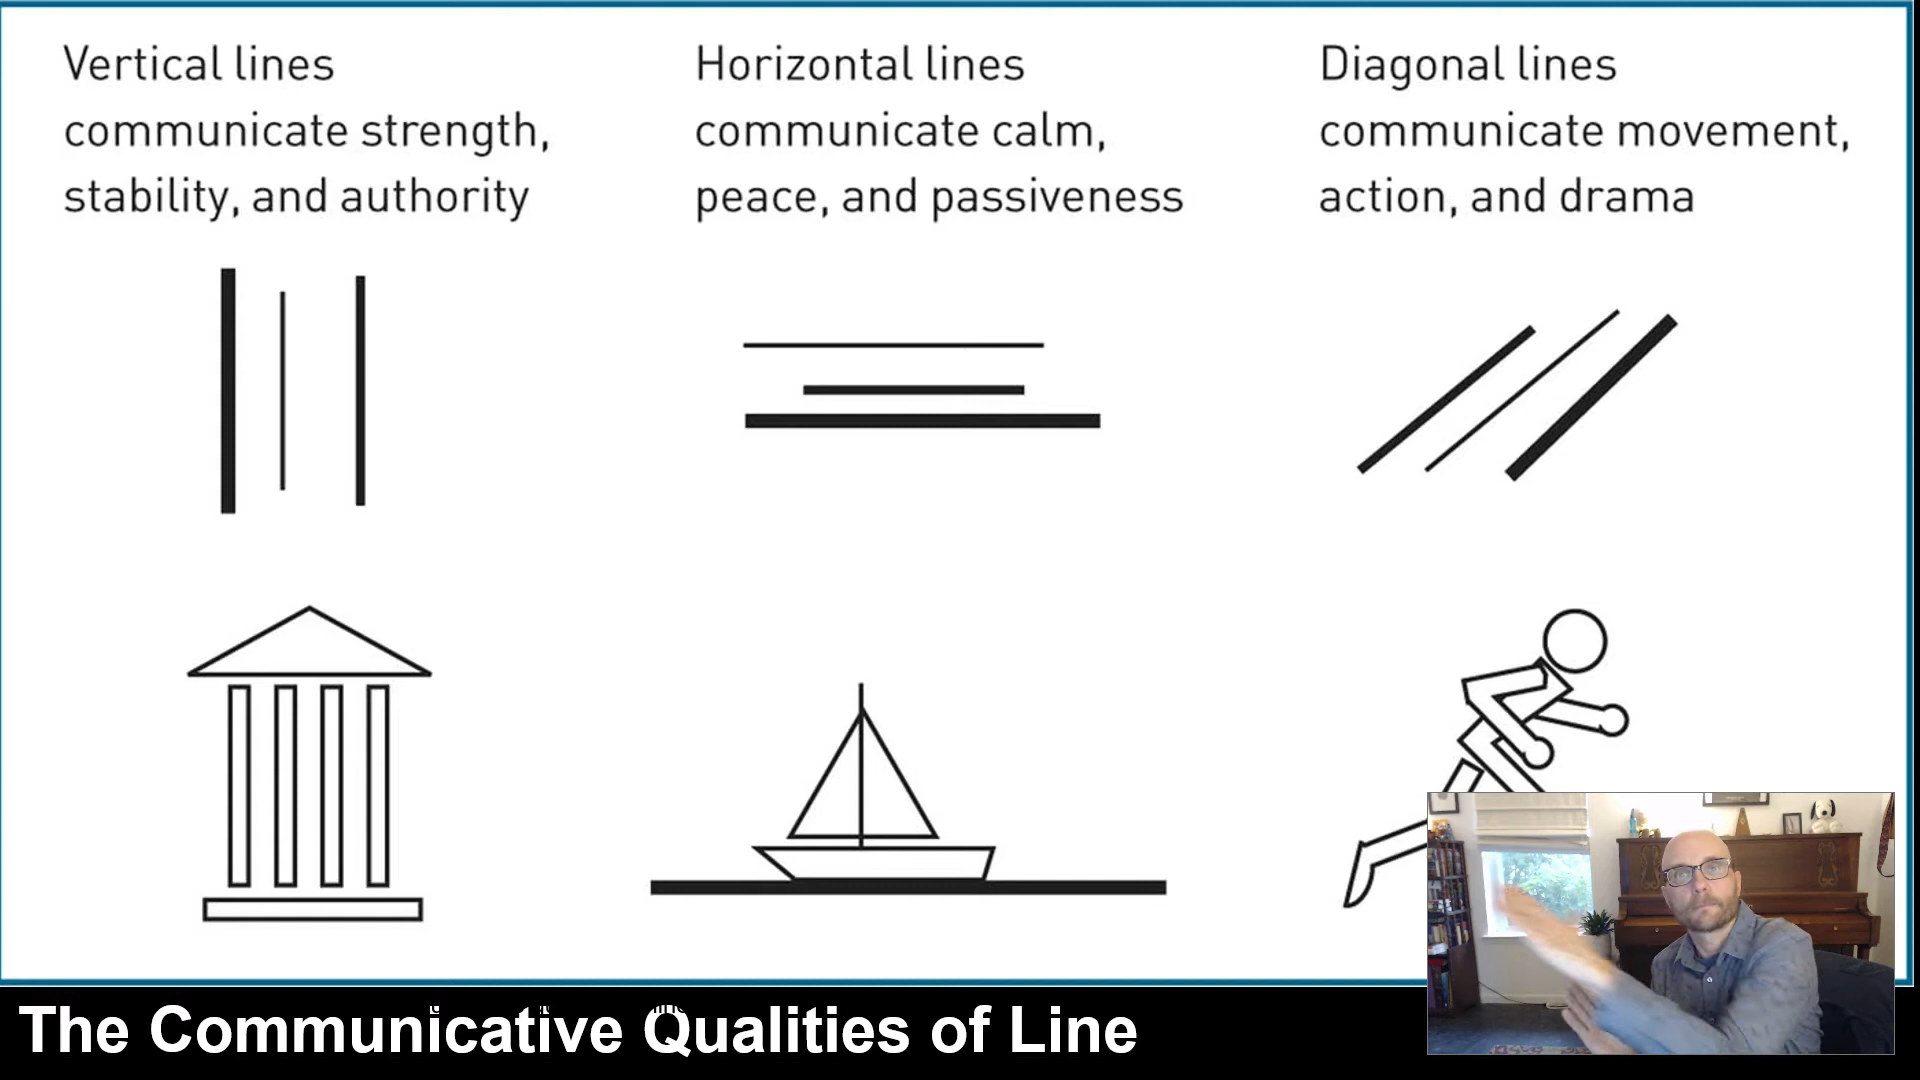 Vertical lines
communicate strength,
stability, and authority
Horizontal lines
communicate calm,
peace, and passiveness
Diagonal lines
communicate movement,
action, and drama
The Communicative Qualities of Line